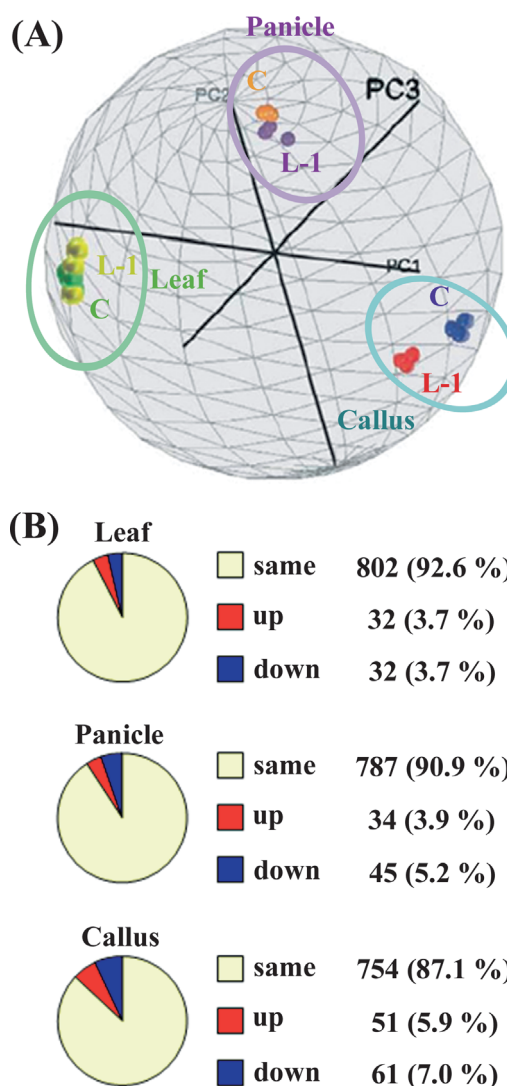 (A)
Panicle
C
PC2
PC3
L-1
L-1 Leaf
C
PC1
C
L-1
Callus
(B)
Leaf
same 802 (92.6 %)
up 32 (3.7 %)
down 32 (3.7 %)
Panicle
same 787 (90.9 %)
up 34 (3.9 %)
down 45 (5.2 %)
Callus
same 754 (87.1 %)
up 51 (5.9 %)
down 61 (7.0 %)